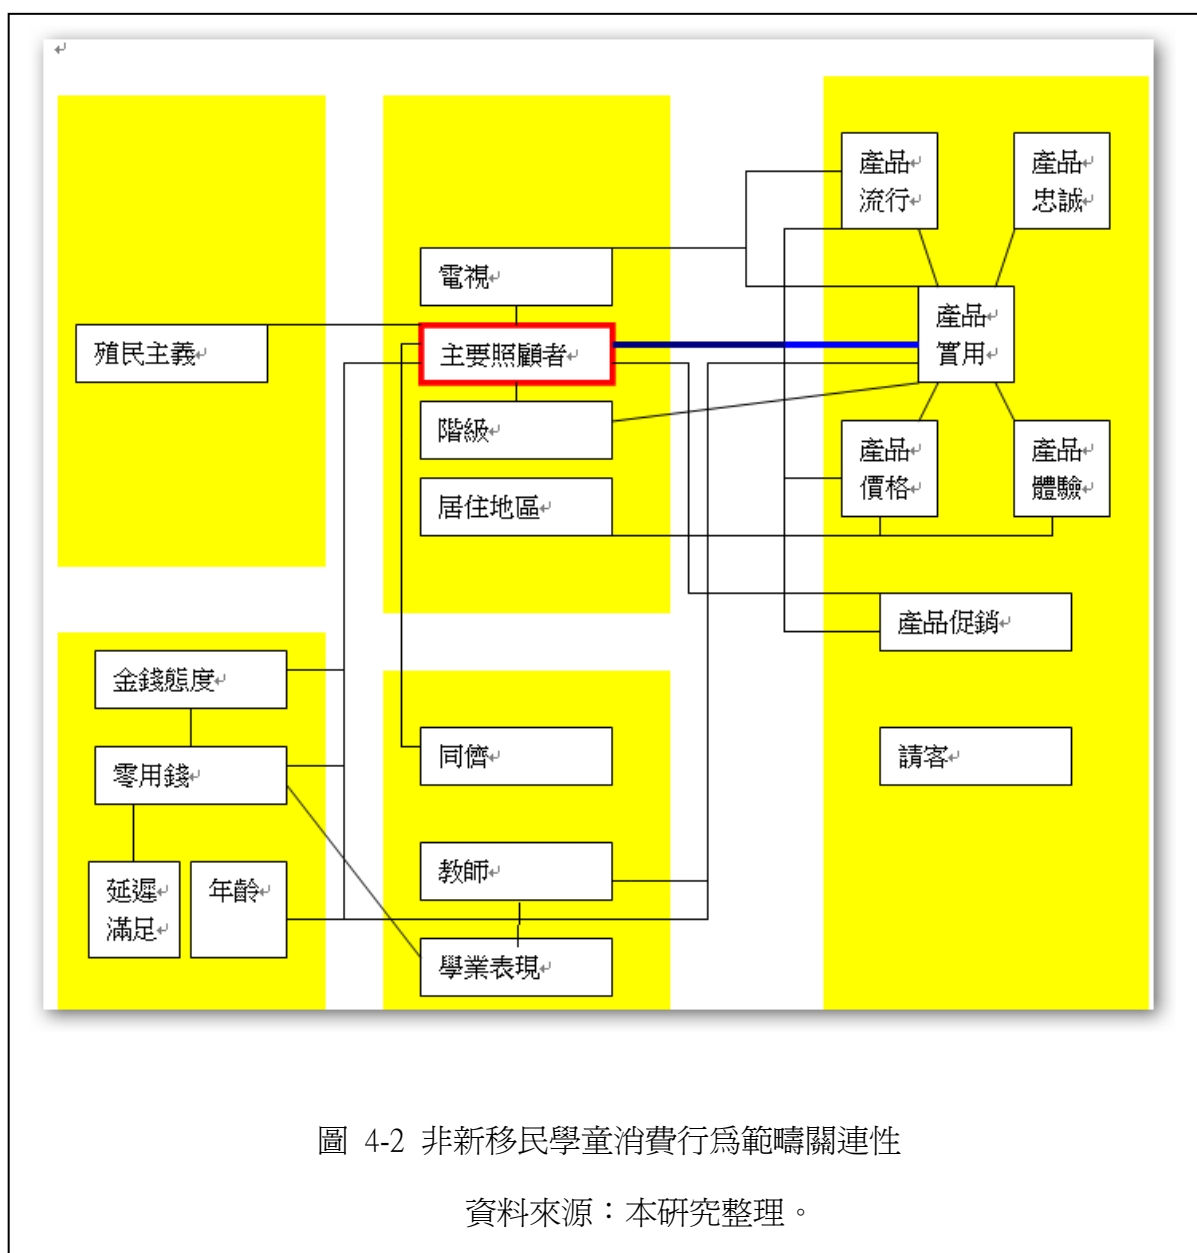 產品
流行
產品
忠誠
電視
產品
實用
殖民主義
主要照顧者
階級
產品
價格
產品
體驗
居住地區
產品促銷
金錢態度
同儕
請客
零用錢
延遲
滿足
年齡
教師
學業表現
圖 4-2 非新移民學童消費行為範疇關連性
資料來源：本研究整理。